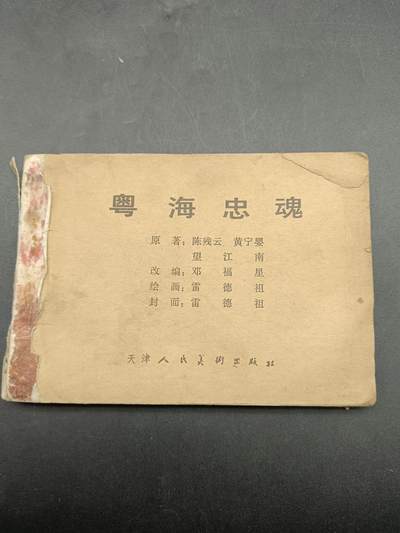 粤海忠魂
原著：陈残云 黄宁婴
望江南
改编：邓福星
绘画：雷德祖
封面：雷德祖
天津人民美术出版社